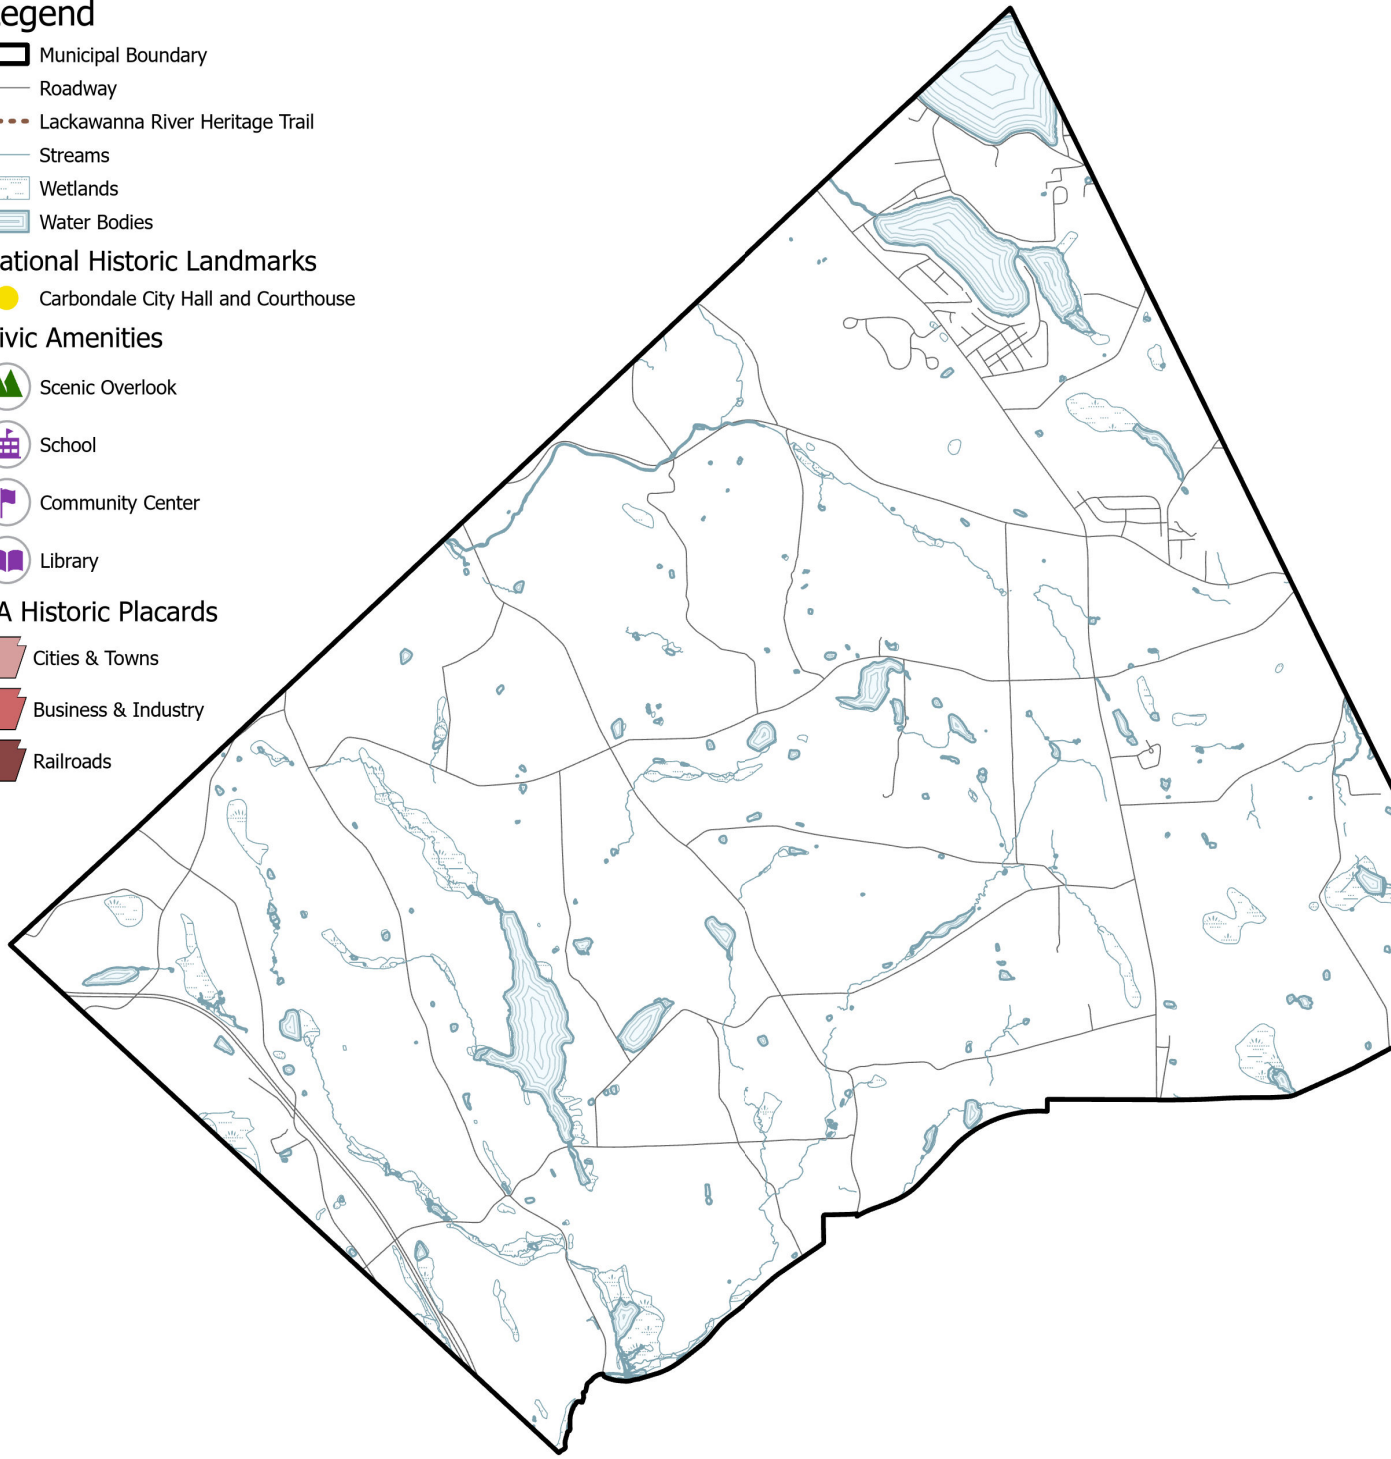 egend
Municipal Boundary
Roadway
Lackawanna River Heritage Trail
Streams
Wetlands
Water Bodies
ational Historic Landmarks
Carbondale City Hall and Courthouse
ivic Amenities
Scenic Overlook
School
Community Center
Library
A Historic Placards
Cities & Towns
Business & Industry
Railroads